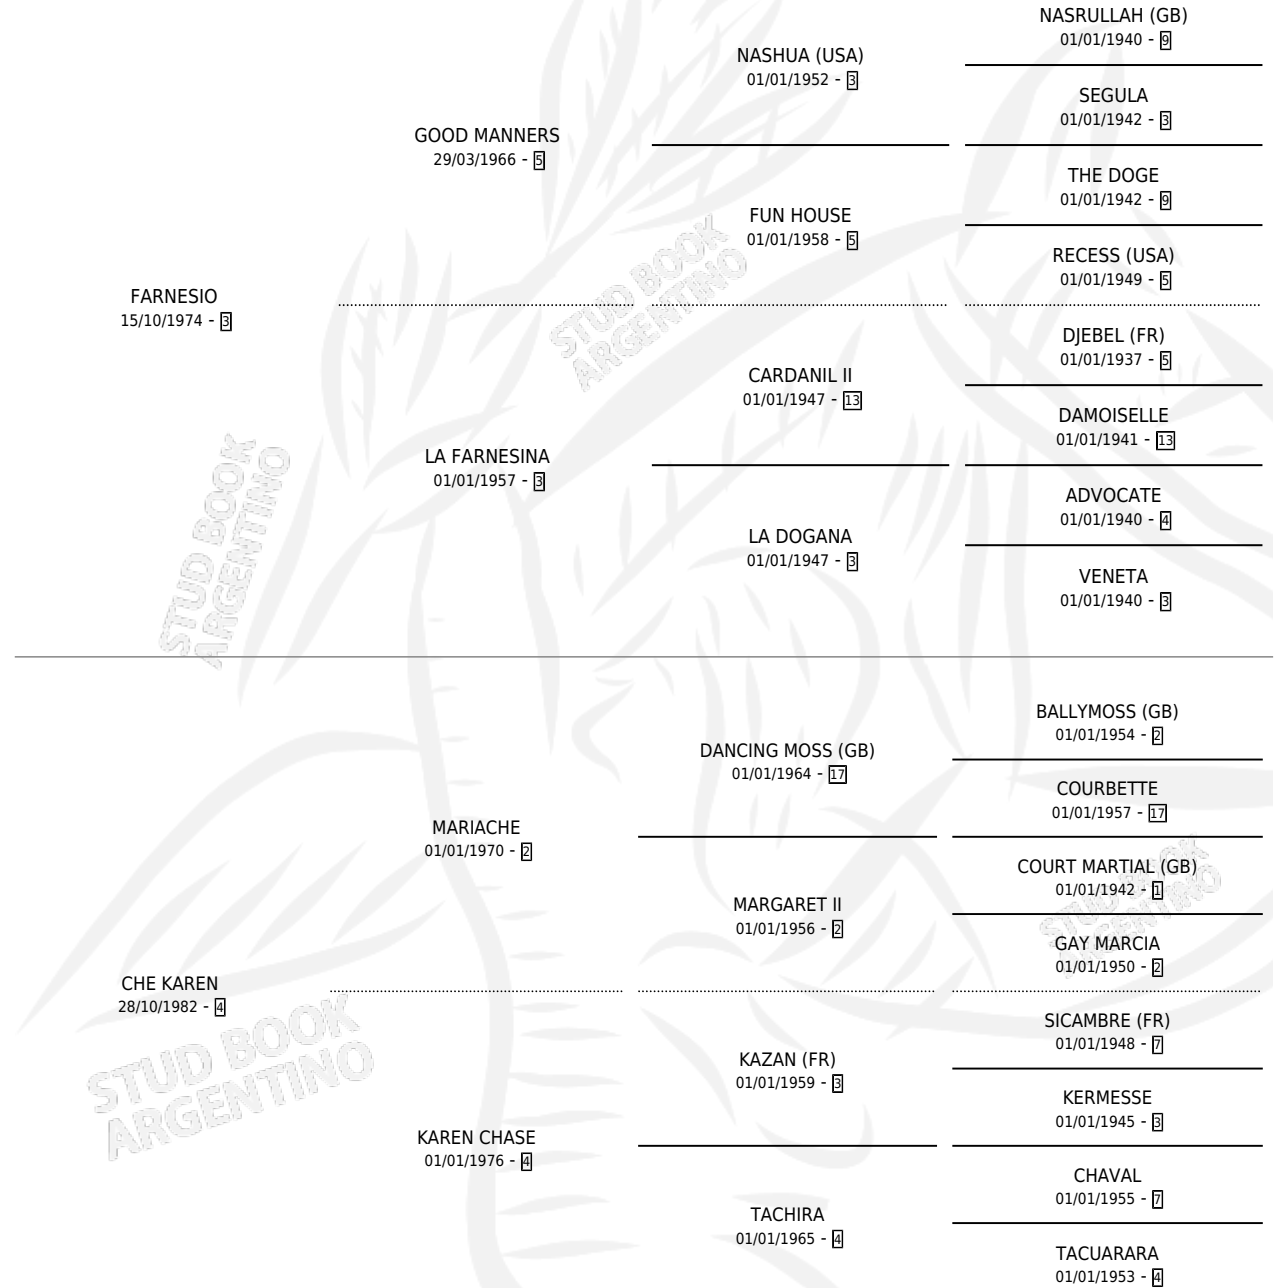 NASRULLAH (GB)
01/01/1940 - 9
NASHUA (USA)
01/01/1952 - 3
SEGULA
01/01/1942 - 3
GOOD MANNERS
29/03/1966 - 5
THE DOGE
01/01/1942 - 9
FUN HOUSE
01/01/1958 - 5
RECESS (USA)
01/01/1949 - 5
FARNESIO
15/10/1974 - 3
DJEBEL (FR)
01/01/1937 - 5
CARDANIL II
01/01/1947 - 13
DAMOISELLE
01/01/1941 - 13
LA FARNESINA
01/01/1957 - 3
ADVOCATE
01/01/1940 - 4
LA DOGANA
01/01/1947 - 3
VENETA
01/01/1940 - 3
BALLYMOSS (GB)
01/01/1954 - 2
DANCING MOSS (GB)
01/01/1964 - 17
COURBETTE
01/01/1957 - 17
MARIACHE
01/01/1970 - 2
COURT MARTIAL (GB)
01/01/1942 - 1
MARGARET II
01/01/1956 - 2
GAY MARCIA
01/01/1950 - 2
CHE KAREN
28/10/1982 - 4
SICAMBRE (FR)
01/01/1948 - 7
KAZAN (FR)
01/01/1959 - 3
KERMESSE
01/01/1945 - 3
KAREN CHASE
01/01/1976 - 4
CHAVAL
01/01/1955 - 7
TACHIRA
01/01/1965 - 4
TACUARARA
01/01/1953 - 4
STUD BOOK
ARGENTINO
STUD BOOK
ARGENTINO
STUD BOOK
ARGENTINO
STUD BOOK
ARGENTINO